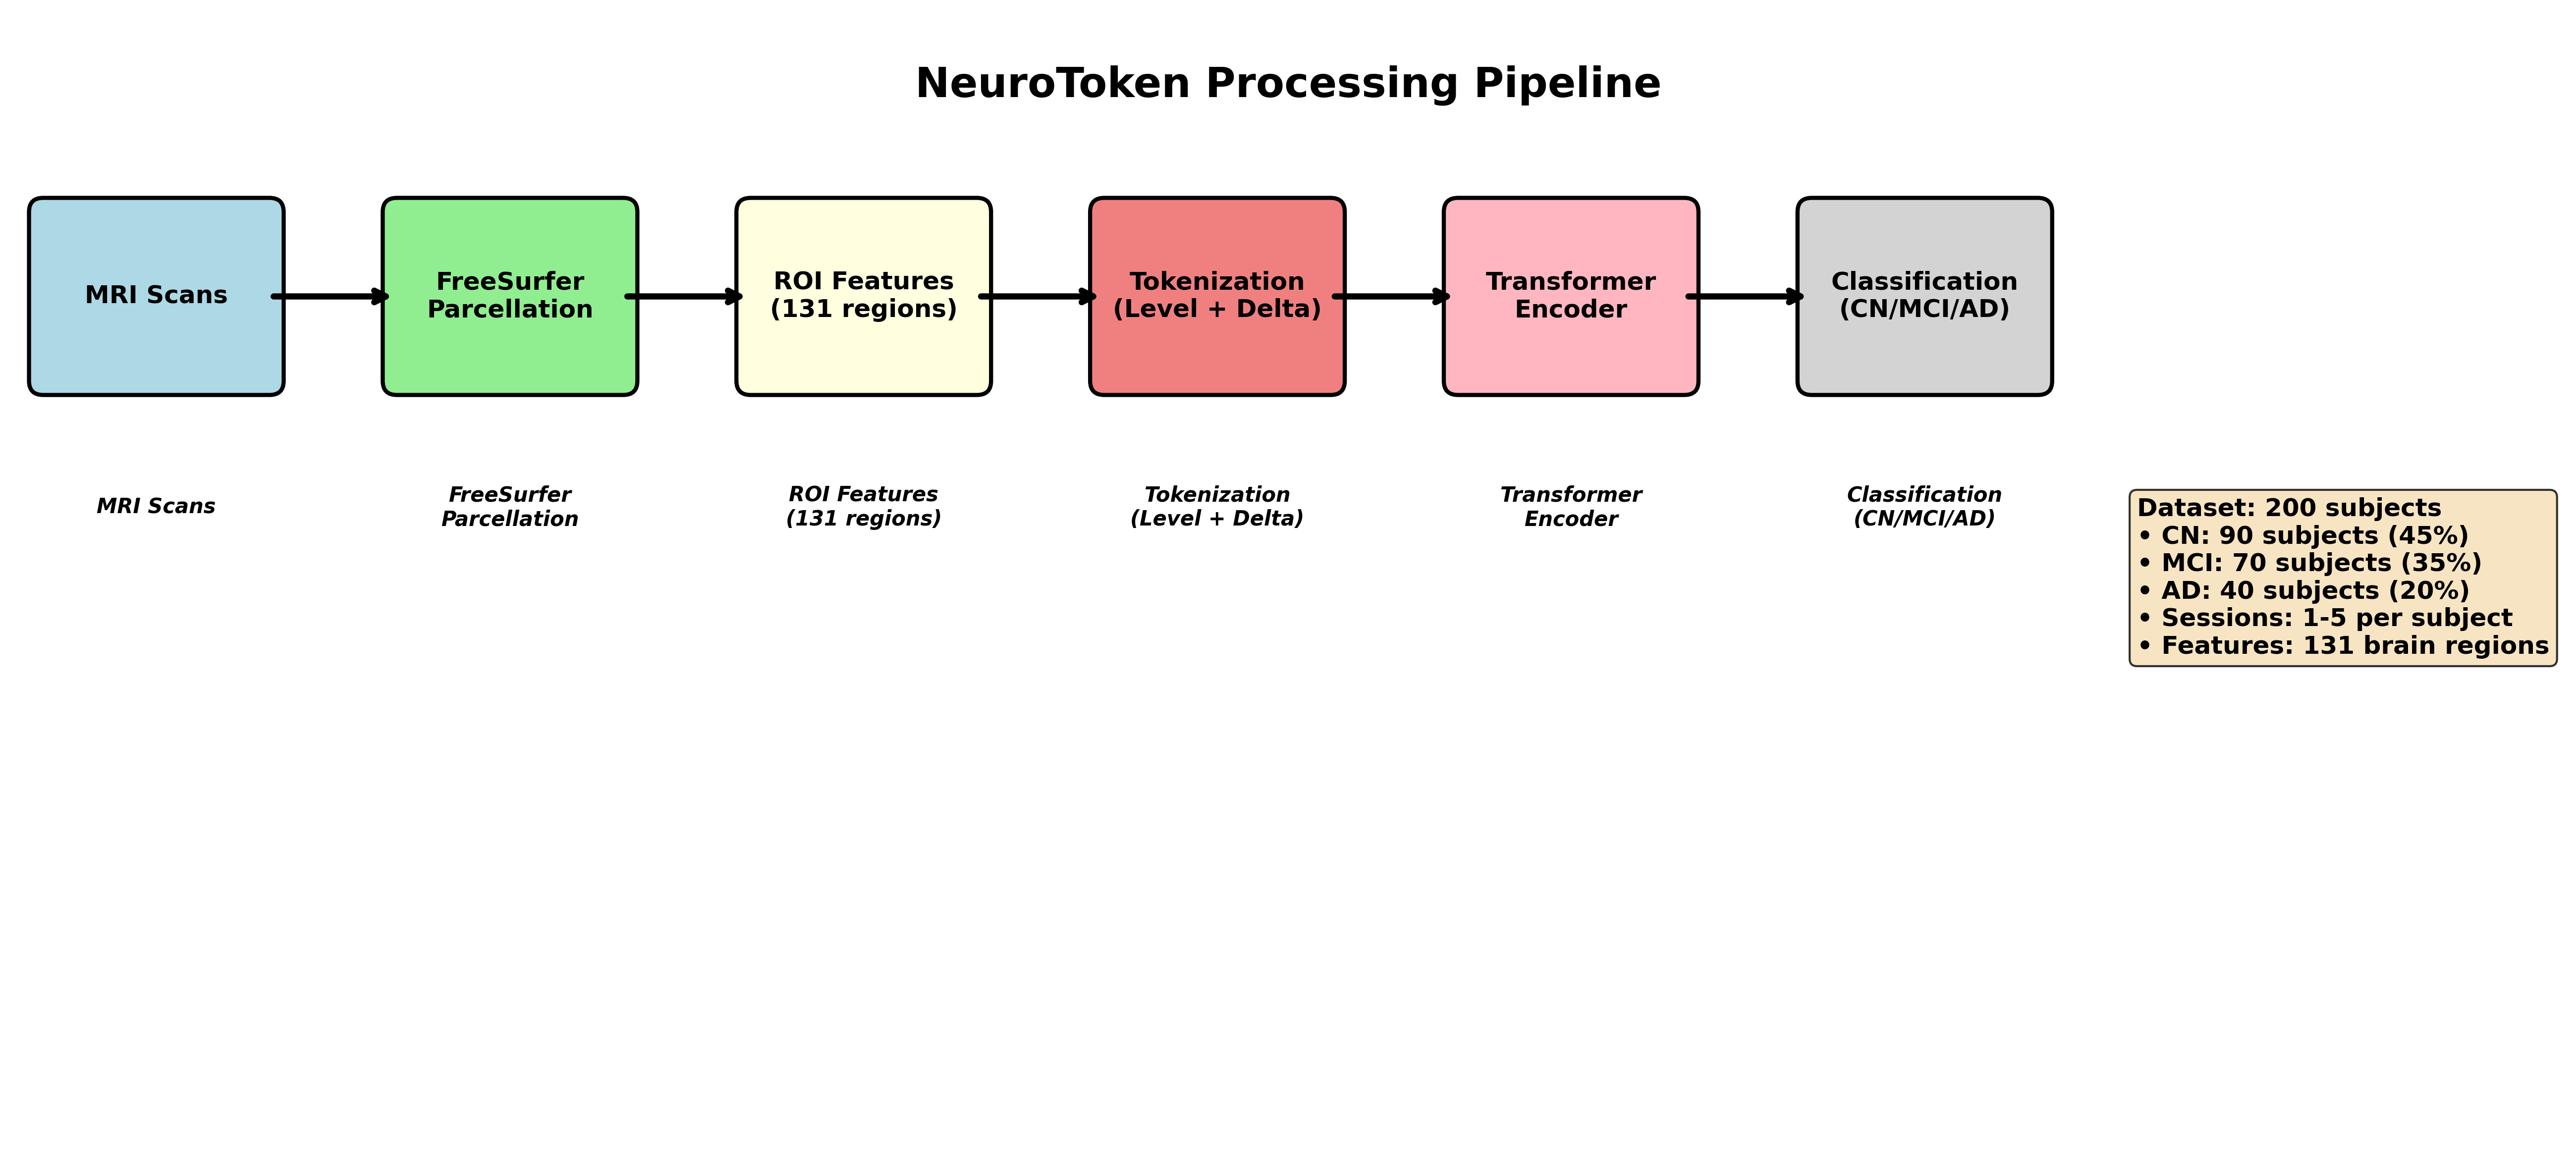 NeuroToken Processing Pipeline
MRI Scans
FreeSurfer
Parcellation
ROI Features
(131 regions)
Tokenization
(Level + Delta)
Transformer
Encoder
Classification
(CN/MCI/AD)
MRI Scans
FreeSurfer
Parcellation
ROI Features
(131 regions)
Tokenization
(Level + Delta)
Transformer
Encoder
Classification
(CN/MCI/AD)
Dataset: 200 subjects
• CN: 90 subjects (45%)
• MCI: 70 subjects (35%)
• AD: 40 subjects (20%)
• Sessions: 1-5 per subject
• Features: 131 brain regions